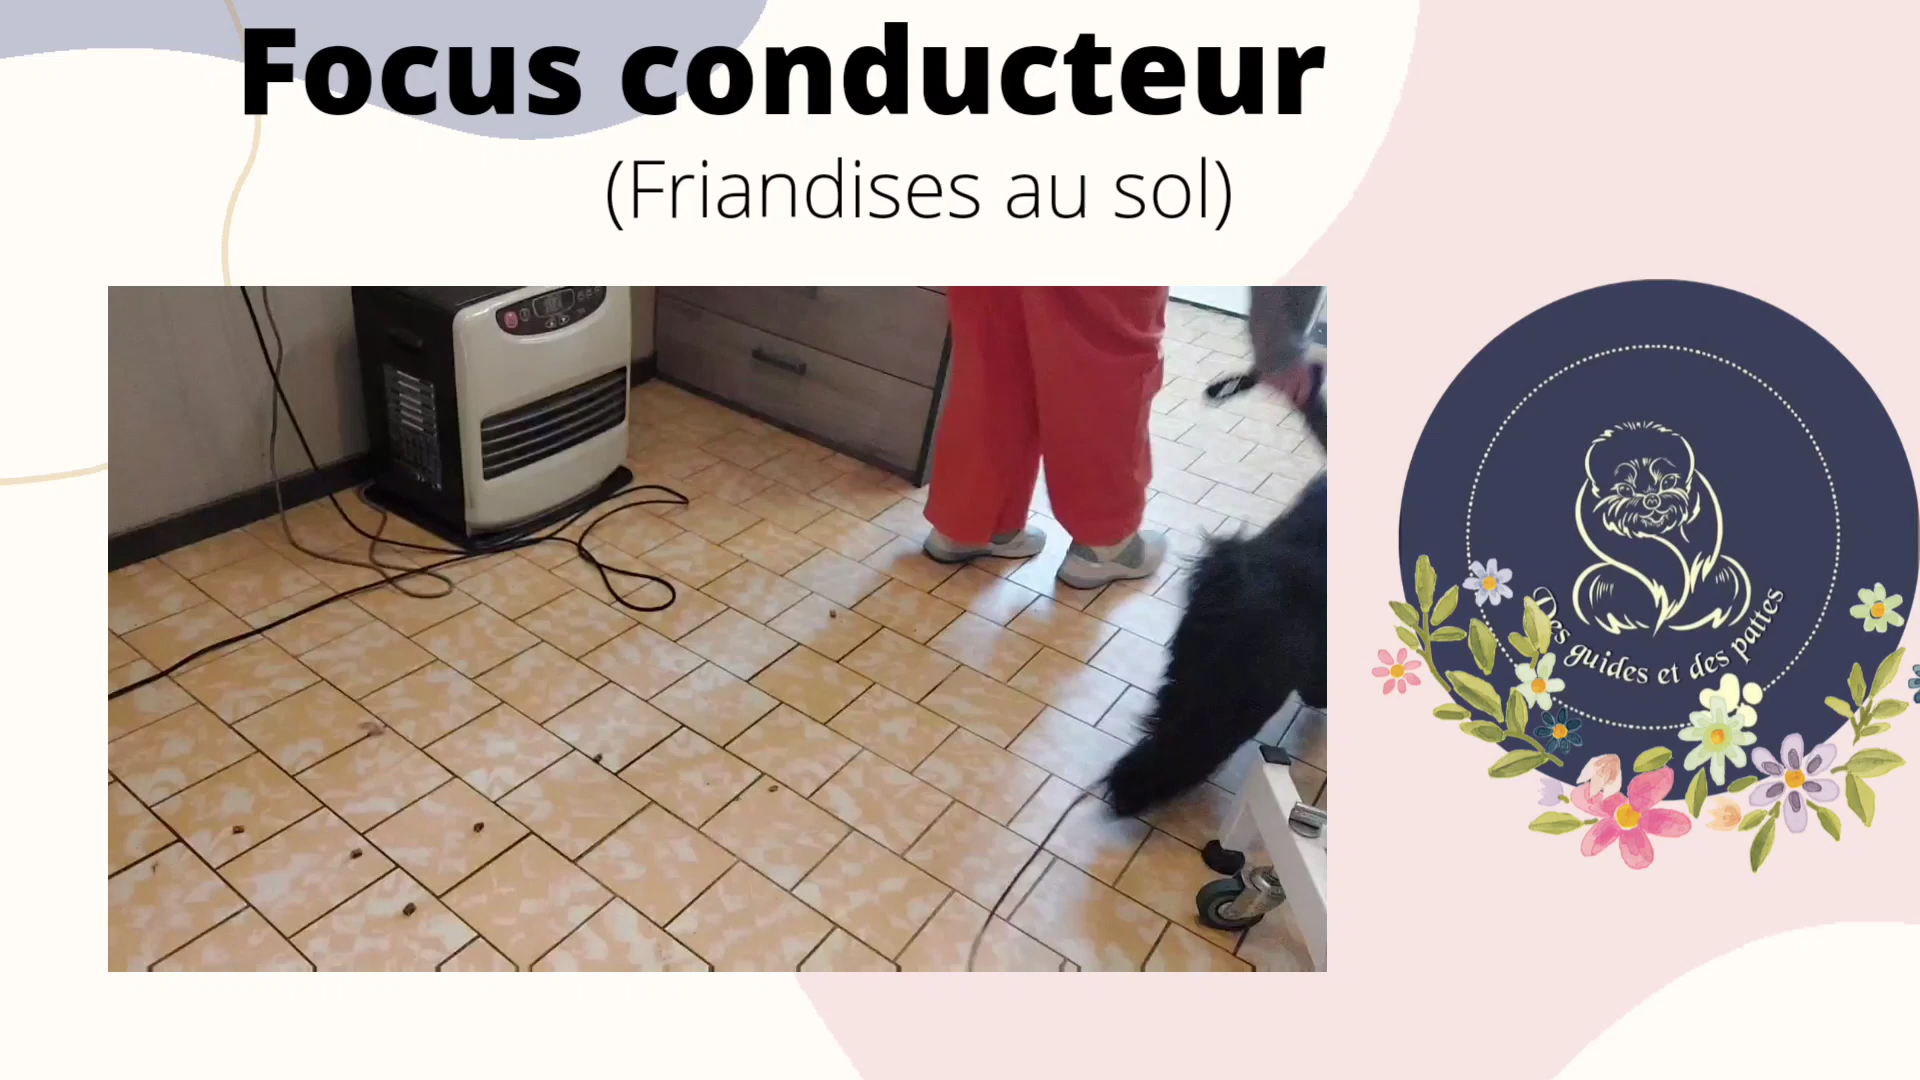 Focus conducteur
(Friandises au sol)
Des guides et des pattes